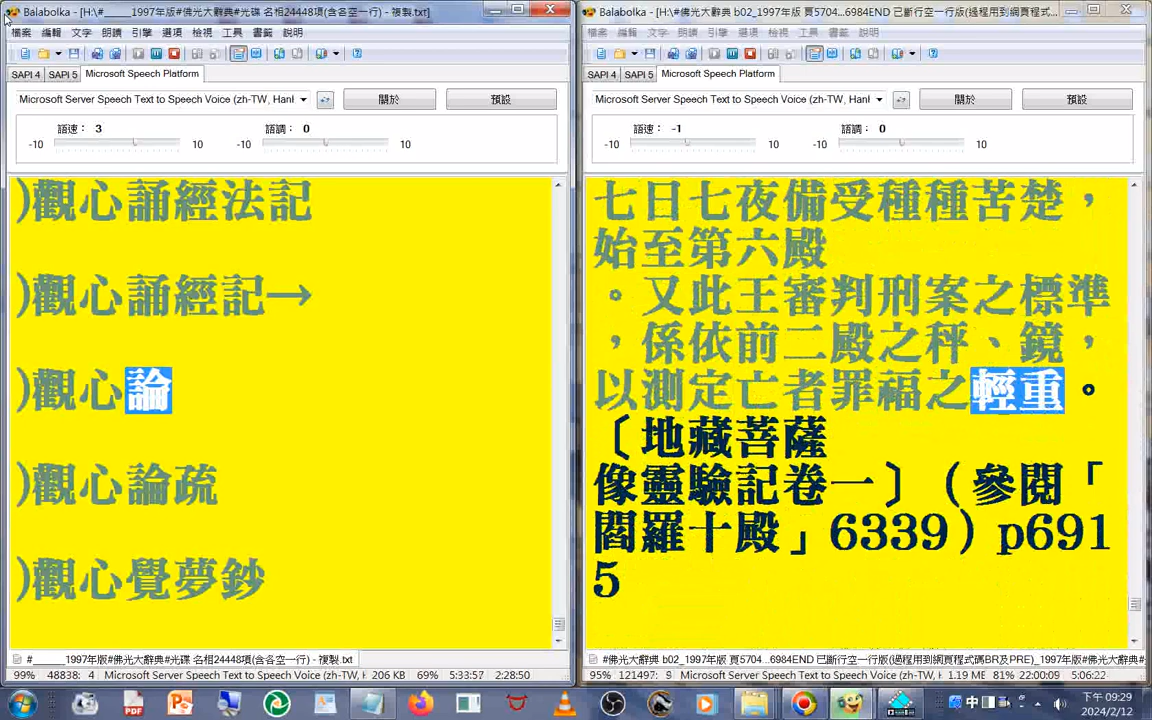 Balabolka - [H:\#_____1997年版#佛光大辭典#光碟 名相24448項(含各空一行) - 複製.txt]
檔案 編輯 文字 朗讀 引擎 選項 檢視 工具 書籤 說明
SAPI 4 SAPI 5 Microsoft Speech Platform
Microsoft Server Speech Text to Speech Voice (zh-TW, Hanl
關於 預設
語速： 3 語調： 0
-10 10 -10 10
)觀心誦經法記
)觀心誦經記→
)觀心論
)觀心論疏
)觀心覺夢鈔
#______1997年版#佛光大辭典#光碟 名相24448項(含各空一行) - 複製.txt
99% 48838: 4 Microsoft Server Speech Text to Speech Voice (zh-TW, H 206 KB 69% 5:33:57 2:28:50
Balabolka - [H:\#佛光大辭典 b02_1997年版 頁5704...6984END 已斷行空一行版(過程用到網頁程式...
檔案 編輯 文字 朗讀 引擎 選項 檢視 工具 書籤 說明
SAPI 4 SAPI 5 Microsoft Speech Platform
Microsoft Server Speech Text to Speech Voice (zh-TW, Hanl
關於 預設
語速： -1 語調： 0
-10 10 -10 10
七日七夜備受種種苦楚，
始至第六殿
。又此王審判刑案之標準
，係依前二殿之秤、鏡，
以測定亡者罪福之輕重。
〔地藏菩薩
像靈驗記卷一〕（參閱「
閻羅十殿」6339）p691
5
#佛光大辭典 b02_1997年版 頁5704...6984END 已斷行空一行版(過程用到網頁程式碼BR及PRE)_1997年版#佛光大辭典#
95% 121497: 9 Microsoft Server Speech Text to Speech Voice (zh-TW, H 1.19 MB 81% 22:00:09 5:06:22
中
下午 09:29
2024/2/12